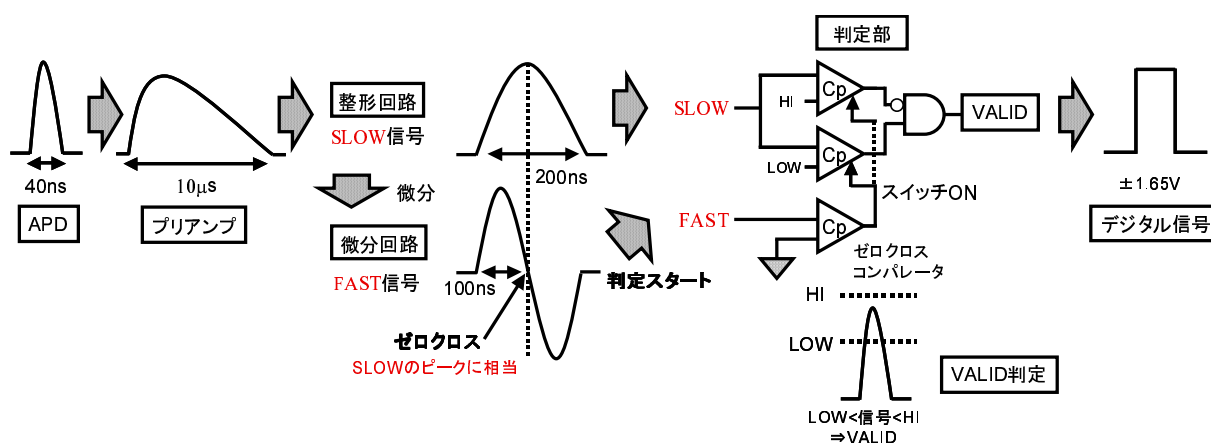 40ns
APD
10μs
プリアンプ
整形回路
SLOW信号
微分
微分回路
FAST信号
200ns
100ns
ゼロクロス
SLOWのピークに相当
判定スタート
判定部
SLOW
HI
Cp
LOW
Cp
スイッチON
FAST
Cp
ゼロクロス
コンパレータ
VALID
HI
LOW
LOW<信号<HI
⇒VALID
VALID判定
±1.65V
デジタル信号